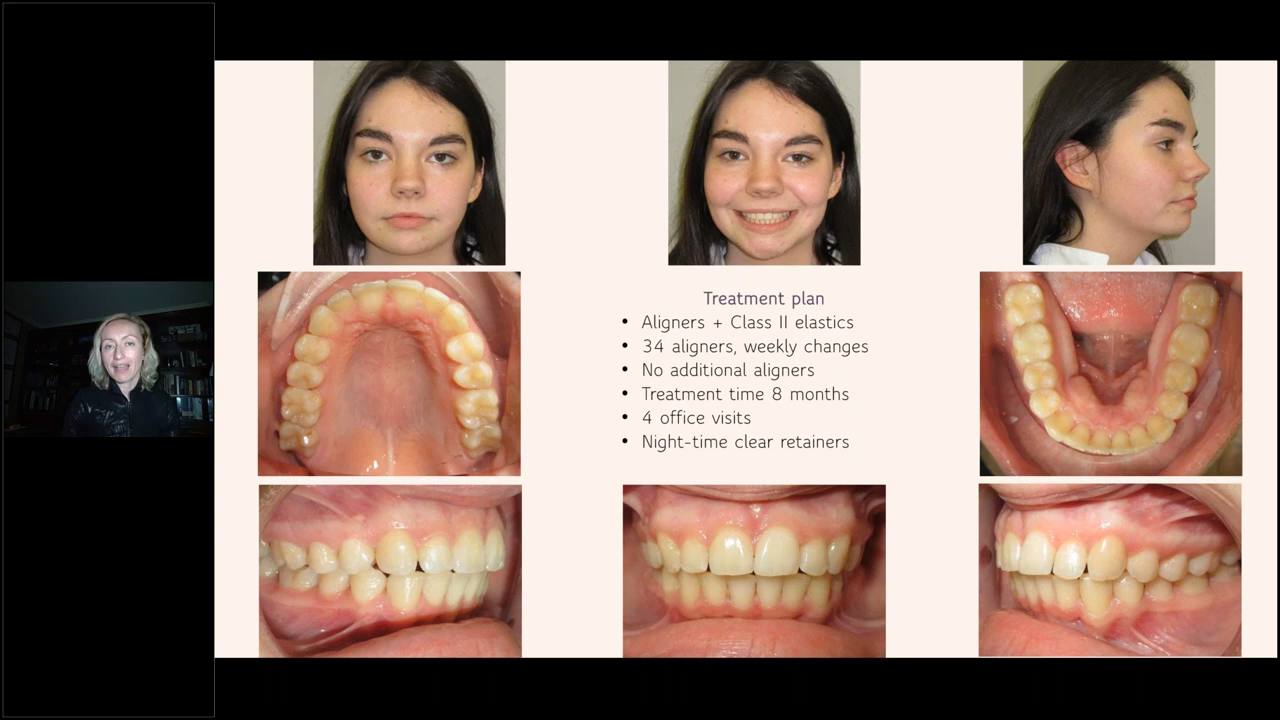 Treatment plan
• Aligners + Class II elastics
• 34 aligners, weekly changes
• No additional aligners
• Treatment time 8 months
• 4 office visits
• Night-time clear retainers